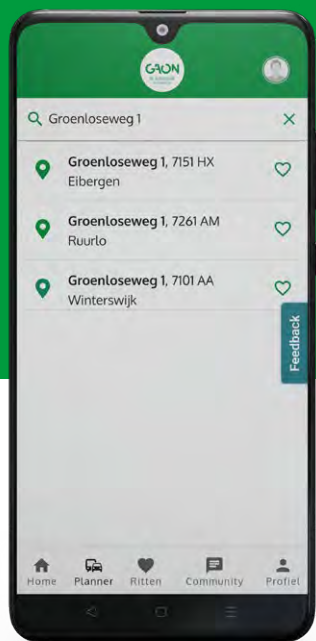 GAON
Groenloseweg 1
Groenloseweg 1, 7151 HX
Eibergen
Groenloseweg 1, 7261 AM
Ruurlo
Groenloseweg 1, 7101 AA
Winterswijk
Feedback
Home Planner Ritten Community Profiel